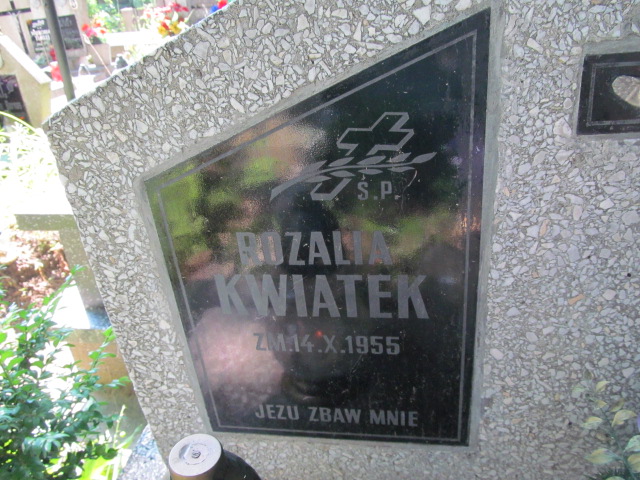 Ś.P.
ROZALIA
KWIATEK
ZM.14.X.1955
JEZU ZBAW MNIE